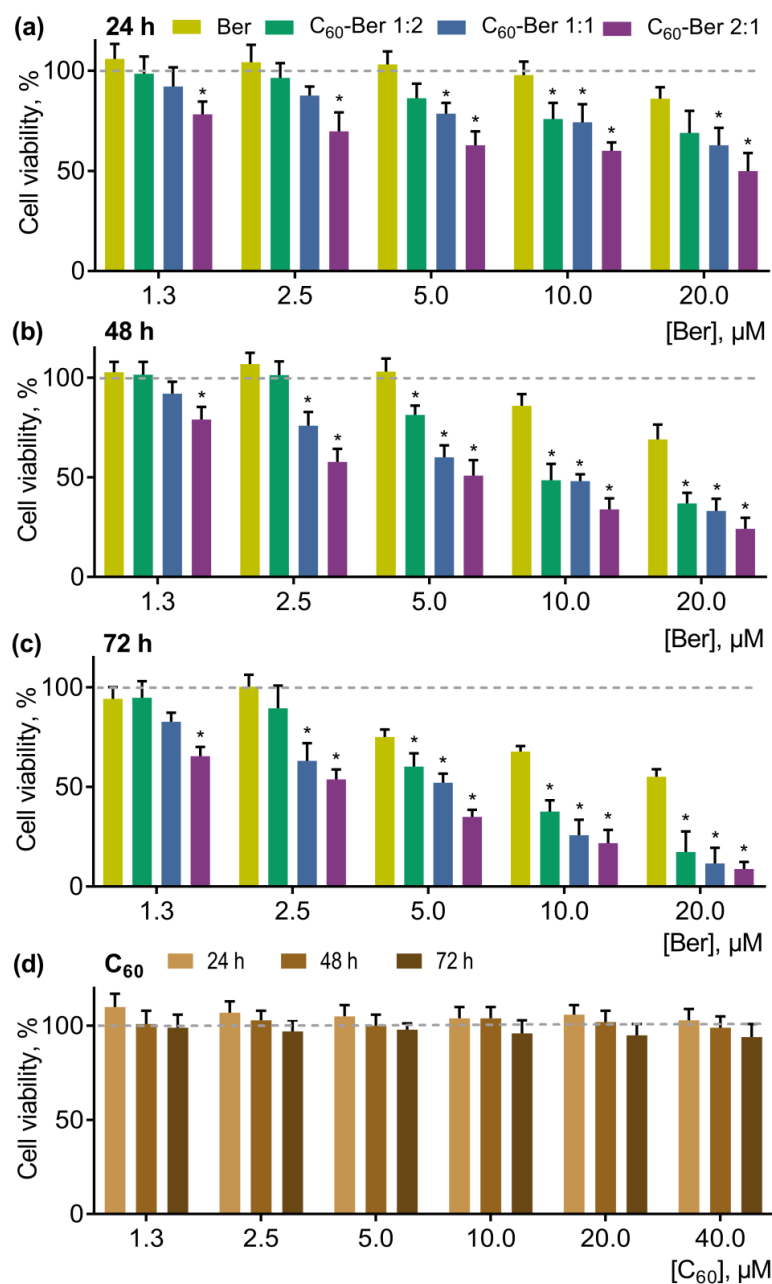 (a) 24 h Ber C₆₀-Ber 1:2 C₆₀-Ber 1:1 C₆₀-Ber 2:1
Cell viability, %
100
50
0
* * * * * * * * *
1.3 2.5 5.0 10.0 20.0
[Ber], µM
(b) 48 h
Cell viability, %
100
50
0
* * * * * * * * * * * *
1.3 2.5 5.0 10.0 20.0
[Ber], µM
(c) 72 h
Cell viability, %
100
50
0
* * * * * * * * * * * *
1.3 2.5 5.0 10.0 20.0
[Ber], µM
(d) C₆₀ 24 h 48 h 72 h
Cell viability, %
100
50
0
1.3 2.5 5.0 10.0 20.0 40.0
[C₆₀], µM